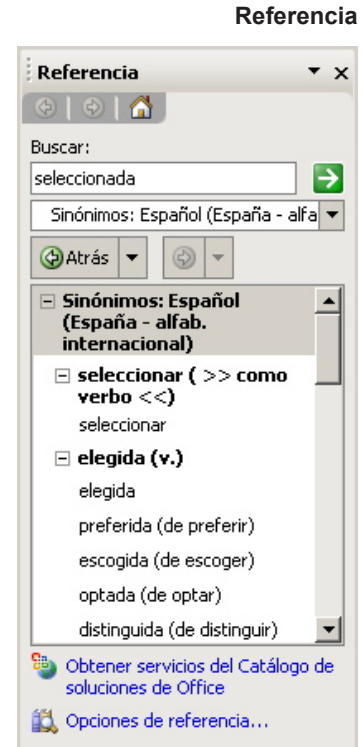 Referencia
Referencia
Buscar:
seleccionada
Sinónimos: Español (España - alfa
Atrás
Sinónimos: Español
(España - alfab.
internacional)
seleccionar ( >> como
verbo <<)
seleccionar
elegida (v.)
elegida
preferida (de preferir)
escogida (de escoger)
optada (de optar)
distinguida (de distinguir)
Obtener servicios del Catálogo de
soluciones de Office
Opciones de referencia...